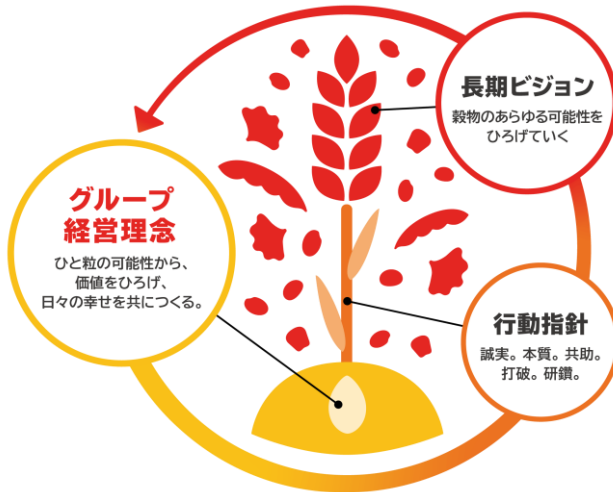 長期ビジョン
穀物のあらゆる可能性を
ひろげていく
グループ
経営理念
ひと粒の可能性から、
価値をひろげ、
日々の幸せを共につくる。
行動指針
誠実。本質。共助。
打破。研鑽。